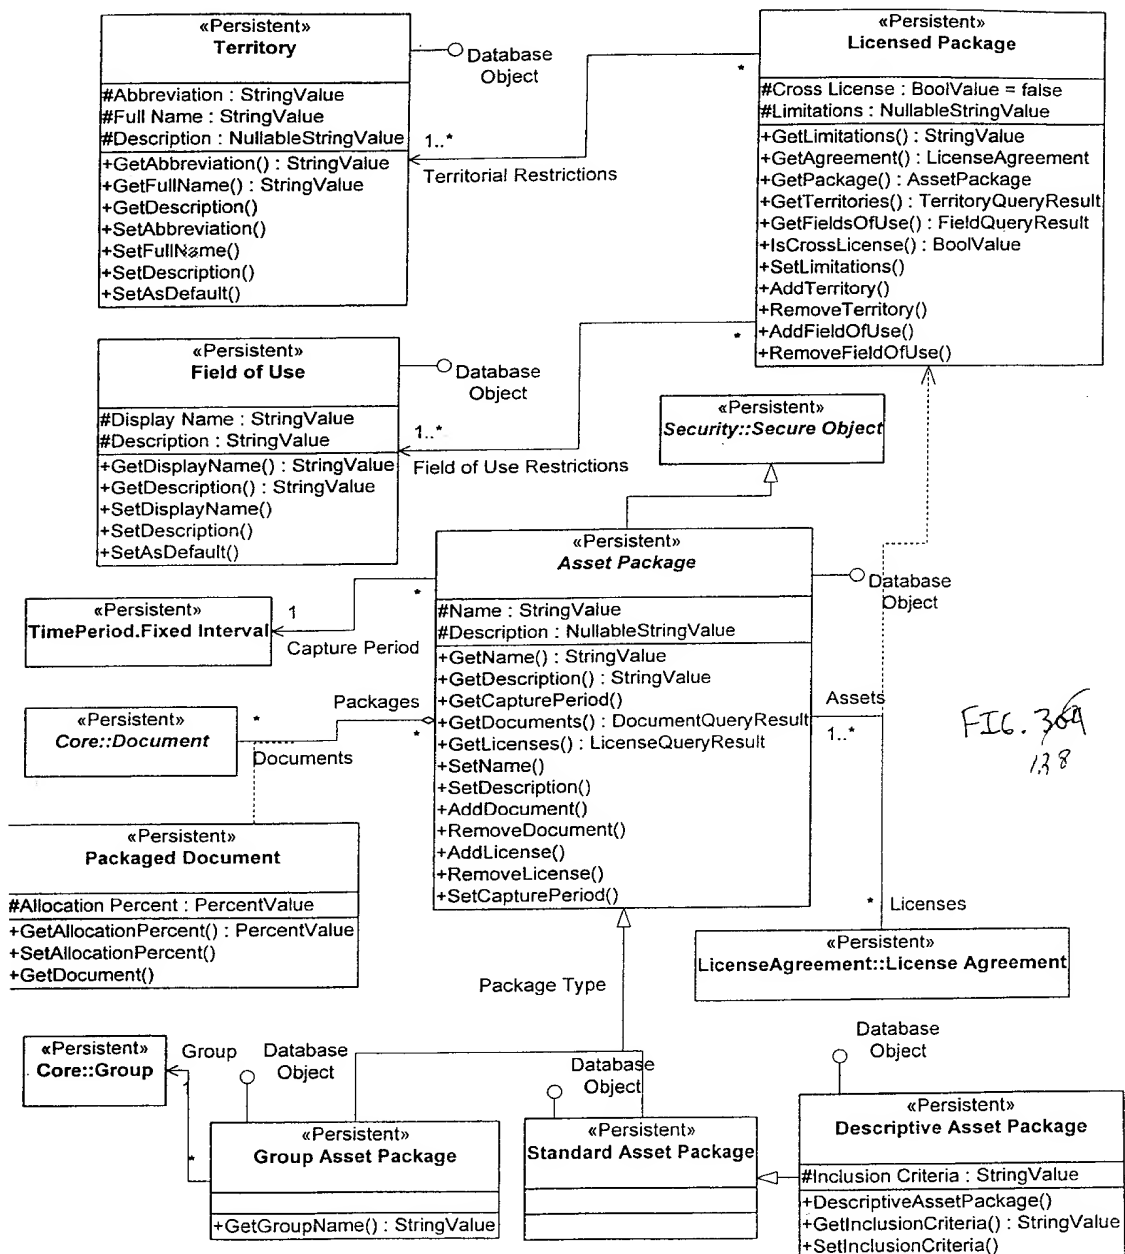 «Persistent»
Territory
Database
Object
#Abbreviation : StringValue
#Full Name : StringValue
#Description : NullableStringValue
+GetAbbreviation() : StringValue
+GetFullName() : StringValue
+GetDescription()
+SetAbbreviation()
+SetFullName()
+SetDescription()
+SetAsDefault()
1..*
Territorial Restrictions
*
«Persistent»
Licensed Package
#Cross License : BoolValue = false
#Limitations : NullableStringValue
+GetLimitations() : StringValue
+GetAgreement() : LicenseAgreement
+GetPackage() : AssetPackage
+GetTerritories() : TerritoryQueryResult
+GetFieldsOfUse() : FieldQueryResult
+IsCrossLicense() : BoolValue
+SetLimitations()
+AddTerritory()
+RemoveTerritory()
+AddFieldOfUse()
+RemoveFieldOfUse()
*
«Persistent»
Field of Use
Database
Object
#Display Name : StringValue
#Description : StringValue
+GetDisplayName() : StringValue
+GetDescription() : StringValue
+SetDisplayName()
+SetDescription()
+SetAsDefault()
1..*
Field of Use Restrictions
«Persistent»
Security::Secure Object
«Persistent»
Asset Package
Database
Object
#Name : StringValue
#Description : NullableStringValue
+GetName() : StringValue
+GetDescription() : StringValue
+GetCapturePeriod()
+GetDocuments() : DocumentQueryResult
+GetLicenses() : LicenseQueryResult
+SetName()
+SetDescription()
+AddDocument()
+RemoveDocument()
+AddLicense()
+RemoveLicense()
+SetCapturePeriod()
«Persistent»
TimePeriod.Fixed Interval
1
*
Capture Period
Packages
*
*
Documents
«Persistent»
Core::Document
Assets
1..*
FIG. 
138
«Persistent»
Packaged Document
#Allocation Percent : PercentValue
+GetAllocationPercent() : PercentValue
+SetAllocationPercent()
+GetDocument()
* Licenses
«Persistent»
LicenseAgreement::License Agreement
Package Type
«Persistent»
Core::Group
Group
1
*
Database
Object
«Persistent»
Group Asset Package
+GetGroupName() : StringValue
Database
Object
«Persistent»
Standard Asset Package
Database
Object
«Persistent»
Descriptive Asset Package
#Inclusion Criteria : StringValue
+DescriptiveAssetPackage()
+GetInclusionCriteria() : StringValue
+SetInclusionCriteria()